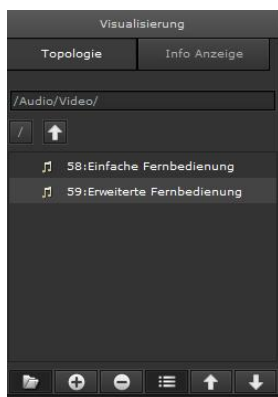 Visualisierung
Topologie Info Anzeige
/Audio/Video/
/
58:Einfache Fernbedienung
59:Erweiterte Fernbedienung